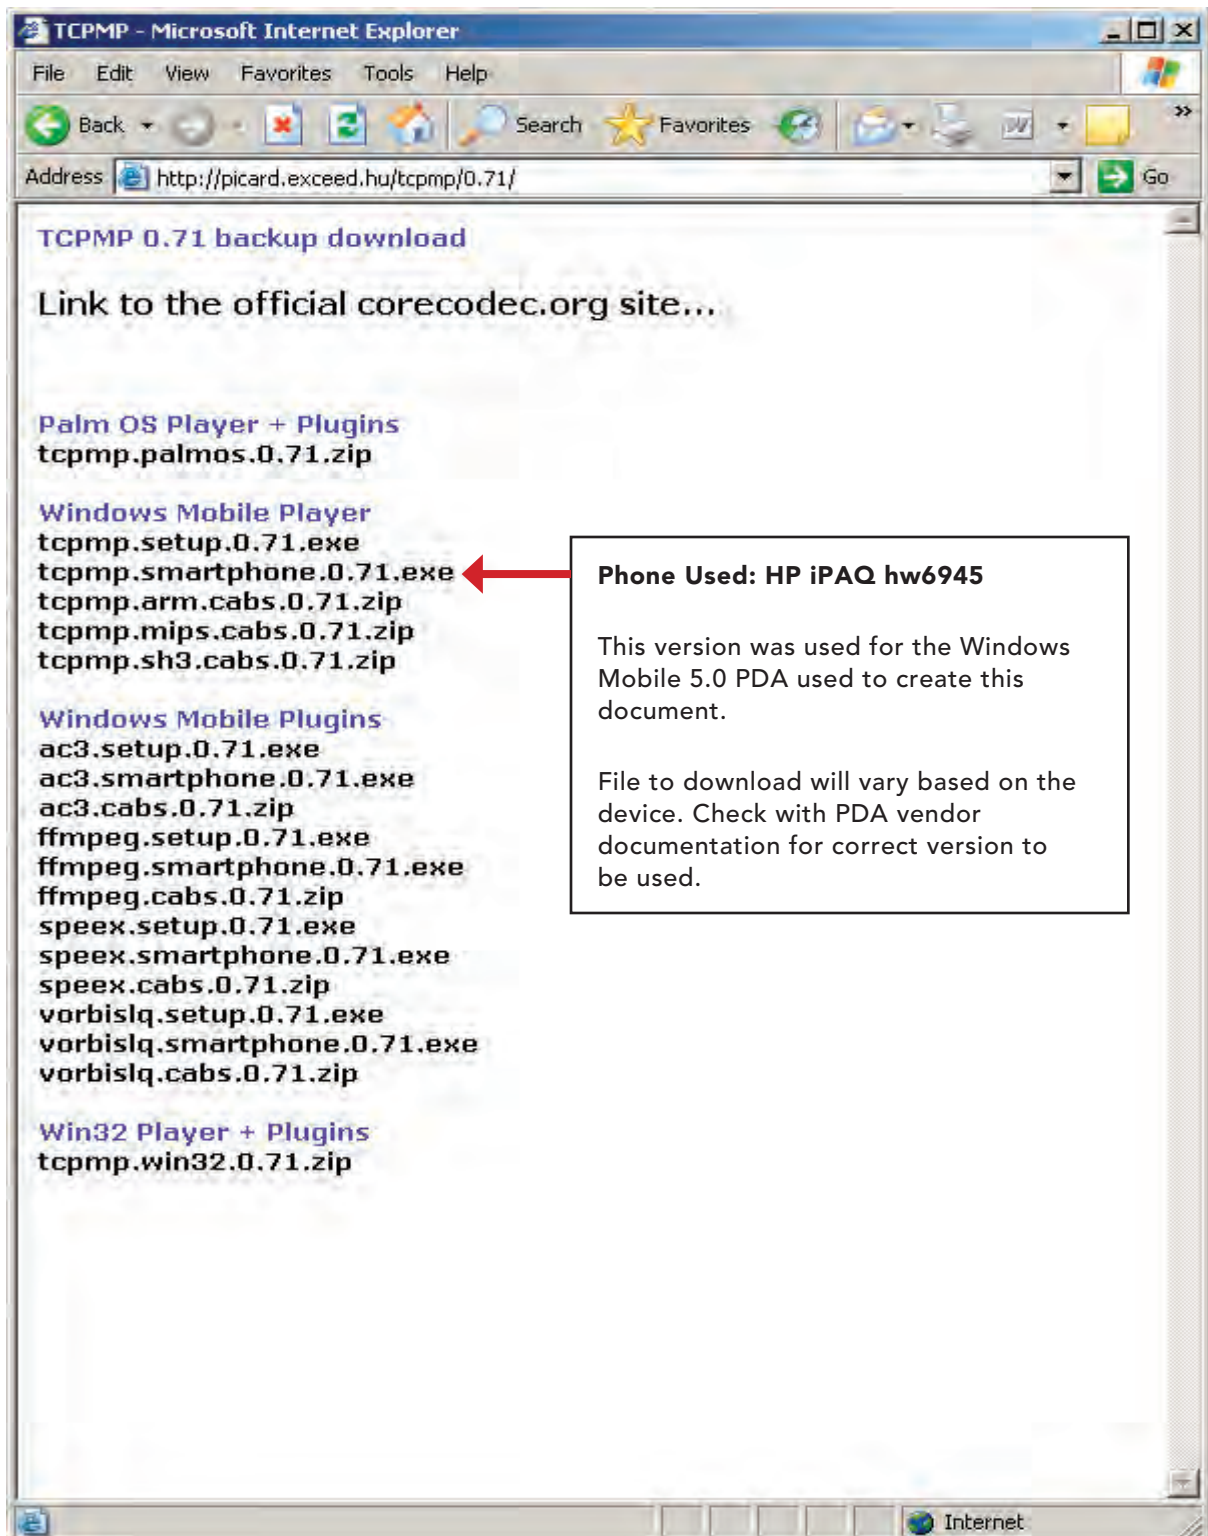 TCPMP - Microsoft Internet Explorer
File Edit View Favorites Tools Help
Back Search Favorites
Address http://picard.exceed.hu/tcpmp/0.71/ Go
TCPMP 0.71 backup download
Link to the official corecodec.org site...
Palm OS Player + Plugins
tcpmp.palmos.0.71.zip
Windows Mobile Player
tcpmp.setup.0.71.exe
tcpmp.smartphone.0.71.exe
tcpmp.arm.cabs.0.71.zip
tcpmp.mips.cabs.0.71.zip
tcpmp.sh3.cabs.0.71.zip
Windows Mobile Plugins
ac3.setup.0.71.exe
ac3.smartphone.0.71.exe
ac3.cabs.0.71.zip
ffmpeg.setup.0.71.exe
ffmpeg.smartphone.0.71.exe
ffmpeg.cabs.0.71.zip
speex.setup.0.71.exe
speex.smartphone.0.71.exe
speex.cabs.0.71.zip
vorbislq.setup.0.71.exe
vorbislq.smartphone.0.71.exe
vorbislq.cabs.0.71.zip
Win32 Player + Plugins
tcpmp.win32.0.71.zip
Phone Used: HP iPAQ hw6945
This version was used for the Windows
Mobile 5.0 PDA used to create this
document.
File to download will vary based on the
device. Check with PDA vendor
documentation for correct version to
be used.
Internet